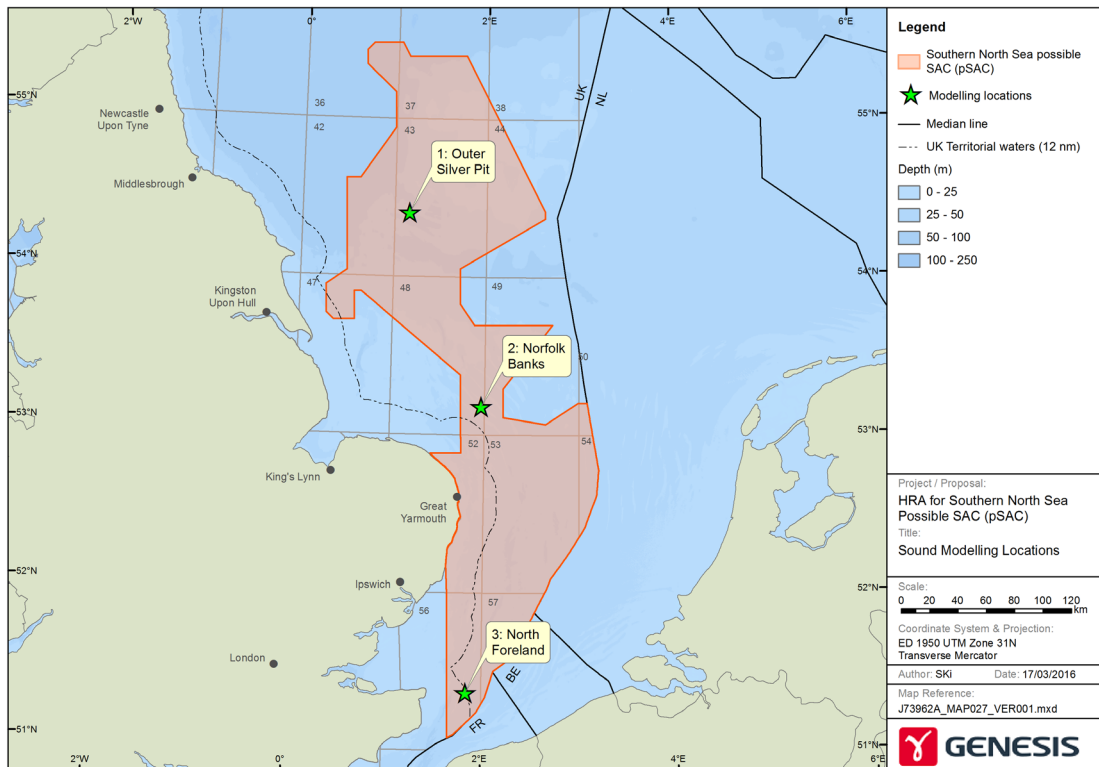 2°W
0°
2°E
4°E
6°E
55°N
55°N
Newcastle
Upon Tyne
36
37
38
42
43
44
UK
NL
1: Outer
Silver Pit
Middlesbrough
54°N
54°N
47
48
49
Kingston
Upon Hull
2: Norfolk
Banks
50
53°N
53°N
52
53
54
King's Lynn
Great
Yarmouth
52°N
52°N
Ipswich
56
57
3: North
Foreland
London
BE
FR
51°N
51°N
2°W
0°
2°E
4°E
6°E
Legend
Southern North Sea possible
SAC (pSAC)
Modelling locations
Median line
UK Territorial waters (12 nm)
Depth (m)
0 - 25
25 - 50
50 - 100
100 - 250
Project / Proposal:
HRA for Southern North Sea
Possible SAC (pSAC)
Title:
Sound Modelling Locations
Scale:
0 20 40 60 80 100 120
km
Coordinate System & Projection:
ED 1950 UTM Zone 31N
Transverse Mercator
Author: SKi Date: 17/03/2016
Map Reference:
J73962A_MAP027_VER001.mxd
GENESIS